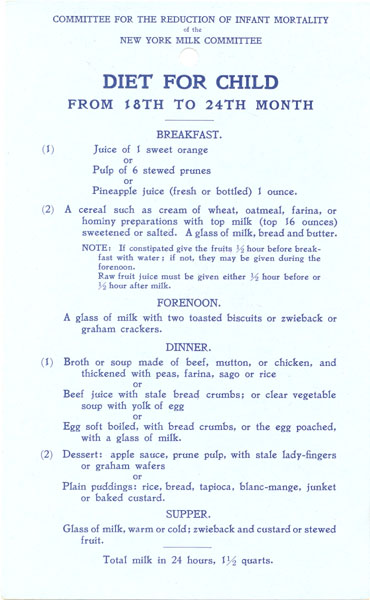 COMMITTEE FOR THE REDUCTION OF INFANT MORTALITY
of the
NEW YORK MILK COMMITTEE
DIET FOR CHILD
FROM 18TH TO 24TH MONTH
BREAKFAST.
(1) Juice of 1 sweet orange
or
Pulp of 6 stewed prunes
or
Pineapple juice (fresh or bottled) 1 ounce.
(2) A cereal such as cream of wheat, oatmeal, farina, or
hominy preparations with top milk (top 16 ounces)
sweetened or salted. A glass of milk, bread and butter.
NOTE: If constipated give the fruits ½ hour before break-
fast with water; if not, they may be given during the
forenoon.
Raw fruit juice must be given either ½ hour before or
½ hour after milk.
FORENOON.
A glass of milk with two toasted biscuits or zwieback or
graham crackers.
DINNER.
(1) Broth or soup made of beef, mutton, or chicken, and
thickened with peas, farina, sago or rice
or
Beef juice with stale bread crumbs; or clear vegetable
soup with yolk of egg
or
Egg soft boiled, with bread crumbs, or the egg poached,
with a glass of milk.
(2) Dessert: apple sauce, prune pulp, with stale lady-fingers
or graham wafers
or
Plain puddings: rice, bread, tapioca, blanc-mange, junket
or baked custard.
SUPPER.
Glass of milk, warm or cold; zwieback and custard or stewed
fruit.
Total milk in 24 hours, 1½ quarts.